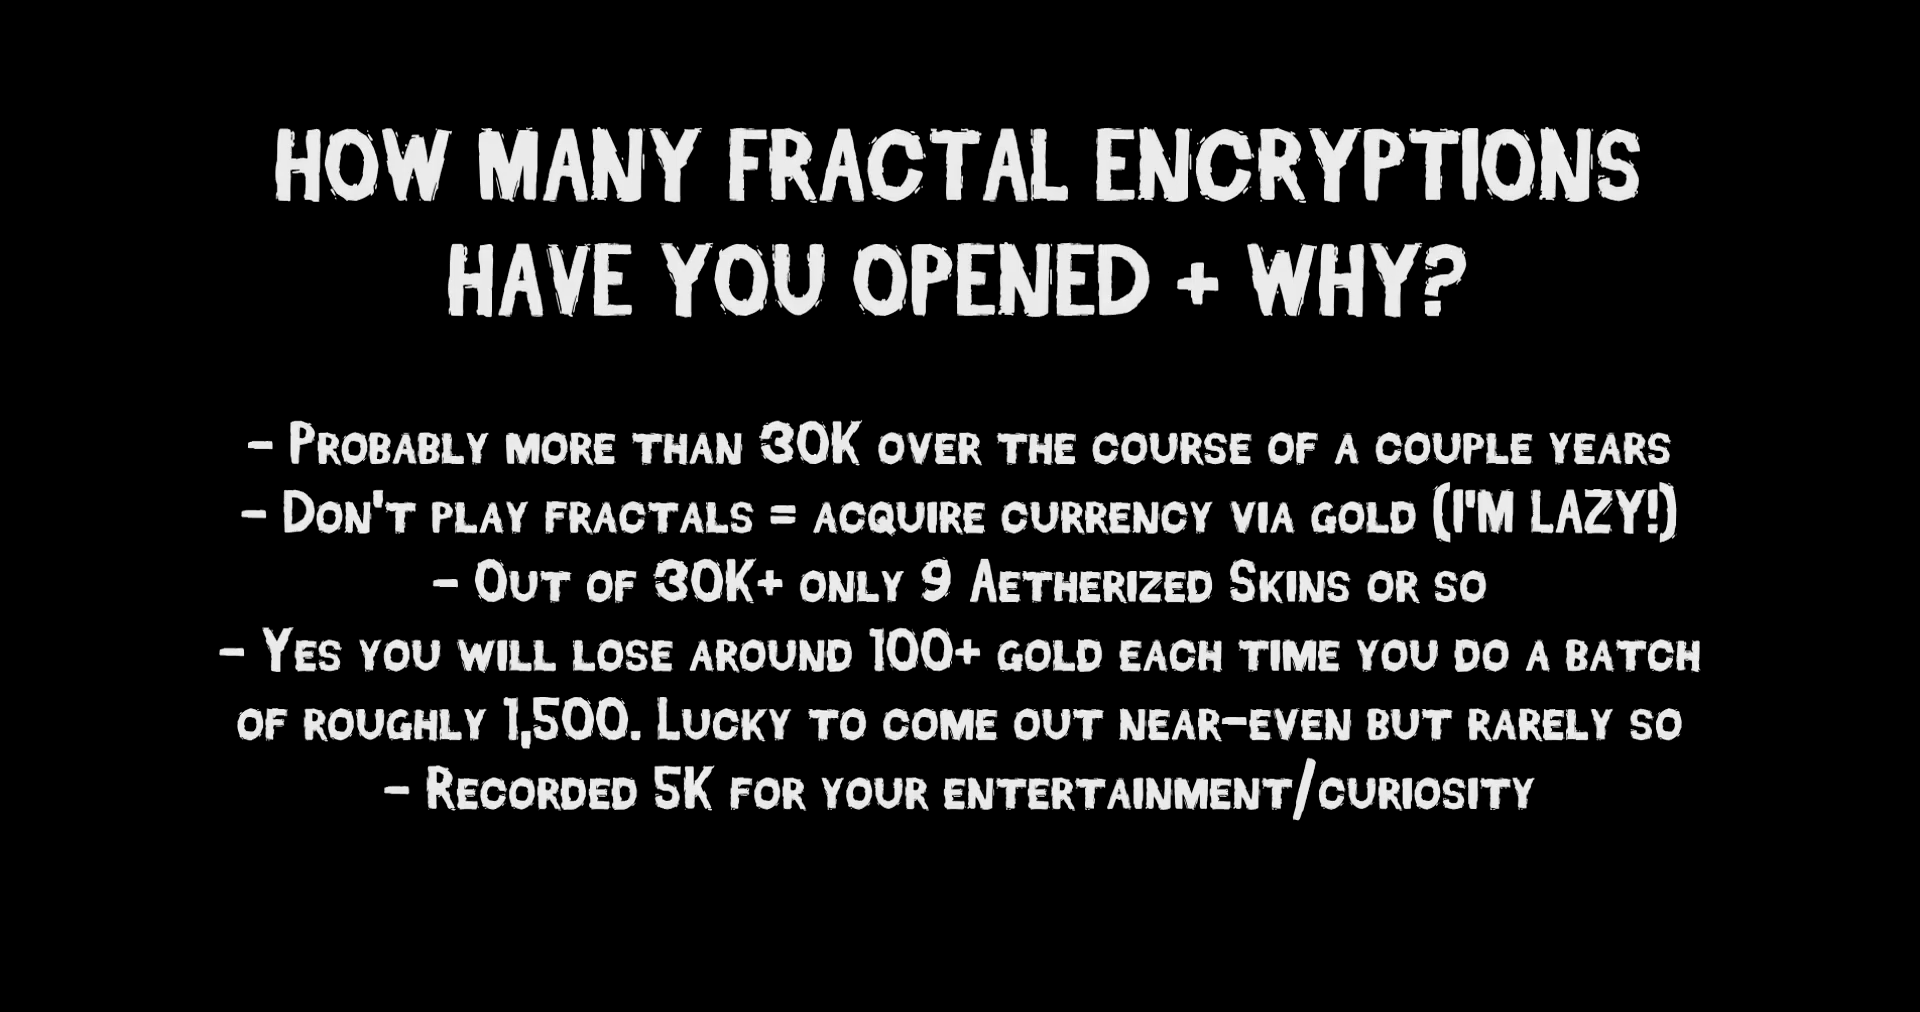 HOW MANY FRACTAL ENCRYPTIONS
HAVE YOU OPENED + WHY?
- Probably more than 30K over the course of a couple years
- Don't play fractals = acquire currency via gold (I'M LAZY!)
- Out of 30K+ only 9 Aetherized Skins or so
- Yes you will lose around 100+ gold each time you do a batch
of roughly 1,500. Lucky to come out near-even but rarely so
- Recorded 5K for your entertainment/curiosity